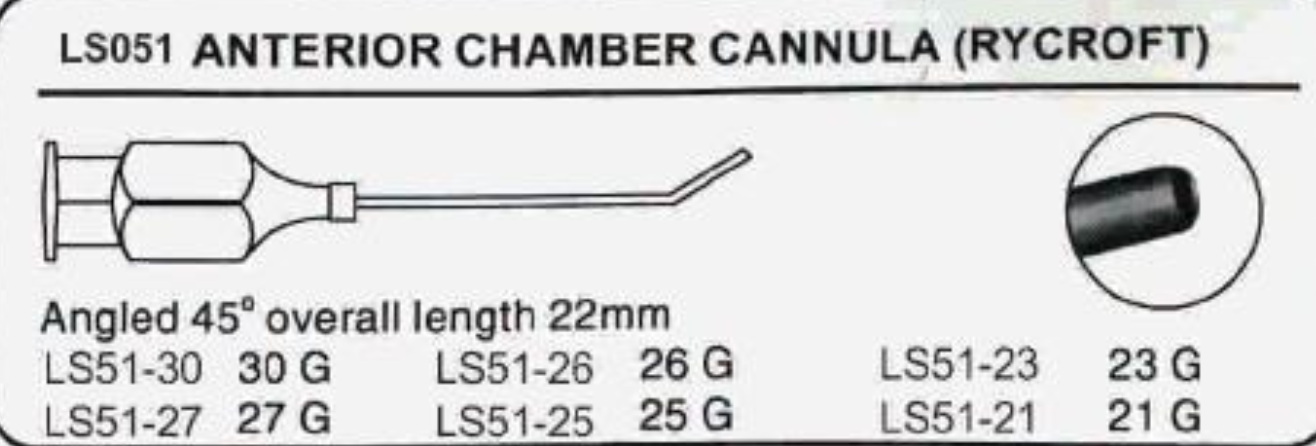 LS051 ANTERIOR CHAMBER CANNULA (RYCROFT)
Angled 45° overall length 22mm
LS51-30 30 G LS51-26 26 G LS51-23 23 G
LS51-27 27 G LS51-25 25 G LS51-21 21 G